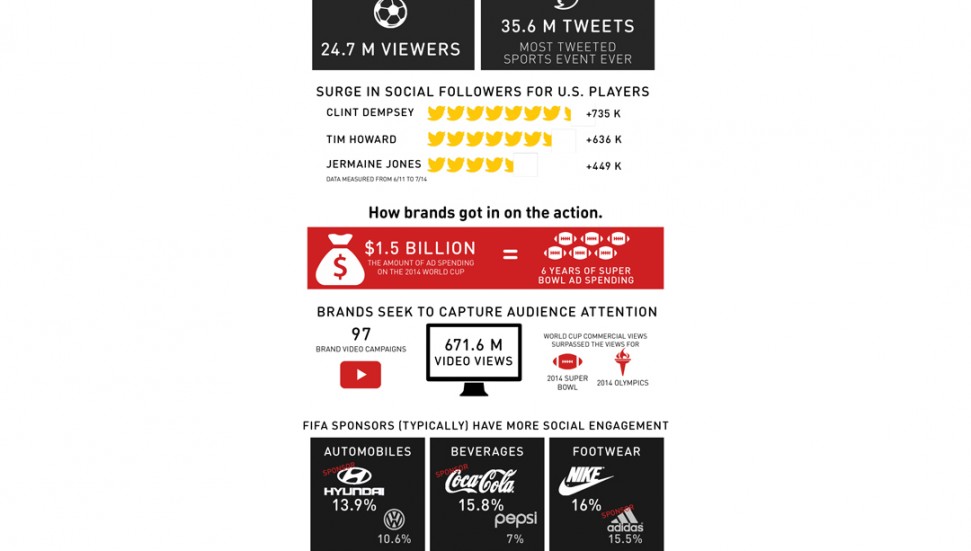 24.7 M VIEWERS
35.6 M TWEETS
MOST TWEETED
SPORTS EVENT EVER
SURGE IN SOCIAL FOLLOWERS FOR U.S. PLAYERS
CLINT DEMPSEY
+735 K
TIM HOWARD
+636 K
JERMAINE JONES
+449 K
DATA MEASURED FROM 6/11 TO 7/14
How brands got in on the action.
$
$1.5 BILLION
THE AMOUNT OF AD SPENDING
ON THE 2014 WORLD CUP
=
6 YEARS OF SUPER
BOWL AD SPENDING
BRANDS SEEK TO CAPTURE AUDIENCE ATTENTION
97
BRAND VIDEO CAMPAIGNS
671.6 M
VIDEO VIEWS
WORLD CUP COMMERCIAL VIEWS
SURPASSED THE VIEWS FOR
2014 SUPER
BOWL
2014 OLYMPICS
FIFA SPONSORS (TYPICALLY) HAVE MORE SOCIAL ENGAGEMENT
AUTOMOBILES
SPONSOR
HYUNDAI
13.9%
10.6%
BEVERAGES
SPONSOR
Coca-Cola
15.8%
pepsi
7%
FOOTWEAR
NIKE
16%
SPONSOR
adidas
15.5%